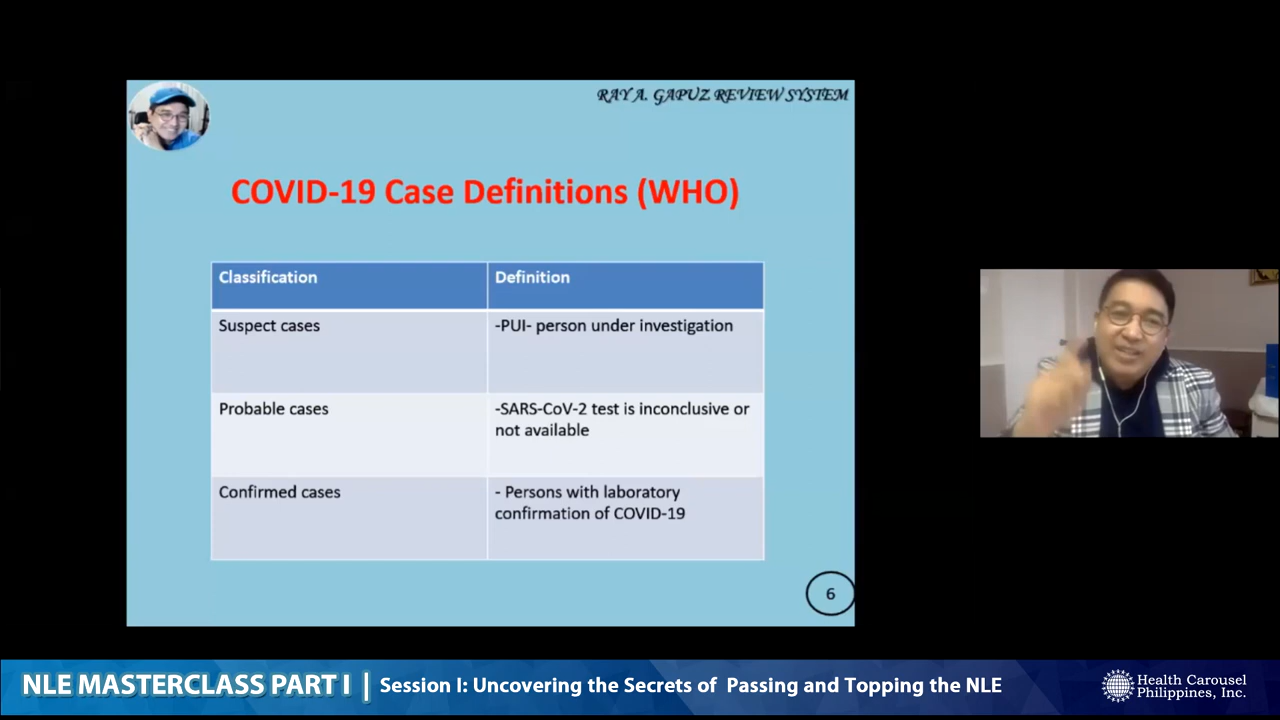 RAY A. GAPUZ REVIEW SYSTEM
COVID-19 Case Definitions (WHO)
Classification
Definition
Suspect cases
-PUI- person under investigation
Probable cases
-SARS-CoV-2 test is inconclusive or
not available
Confirmed cases
- Persons with laboratory
confirmation of COVID-19
6
NLE MASTERCLASS PART I | Session I: Uncovering the Secrets of Passing and Topping the NLE
Health Carousel
Philippines, Inc.